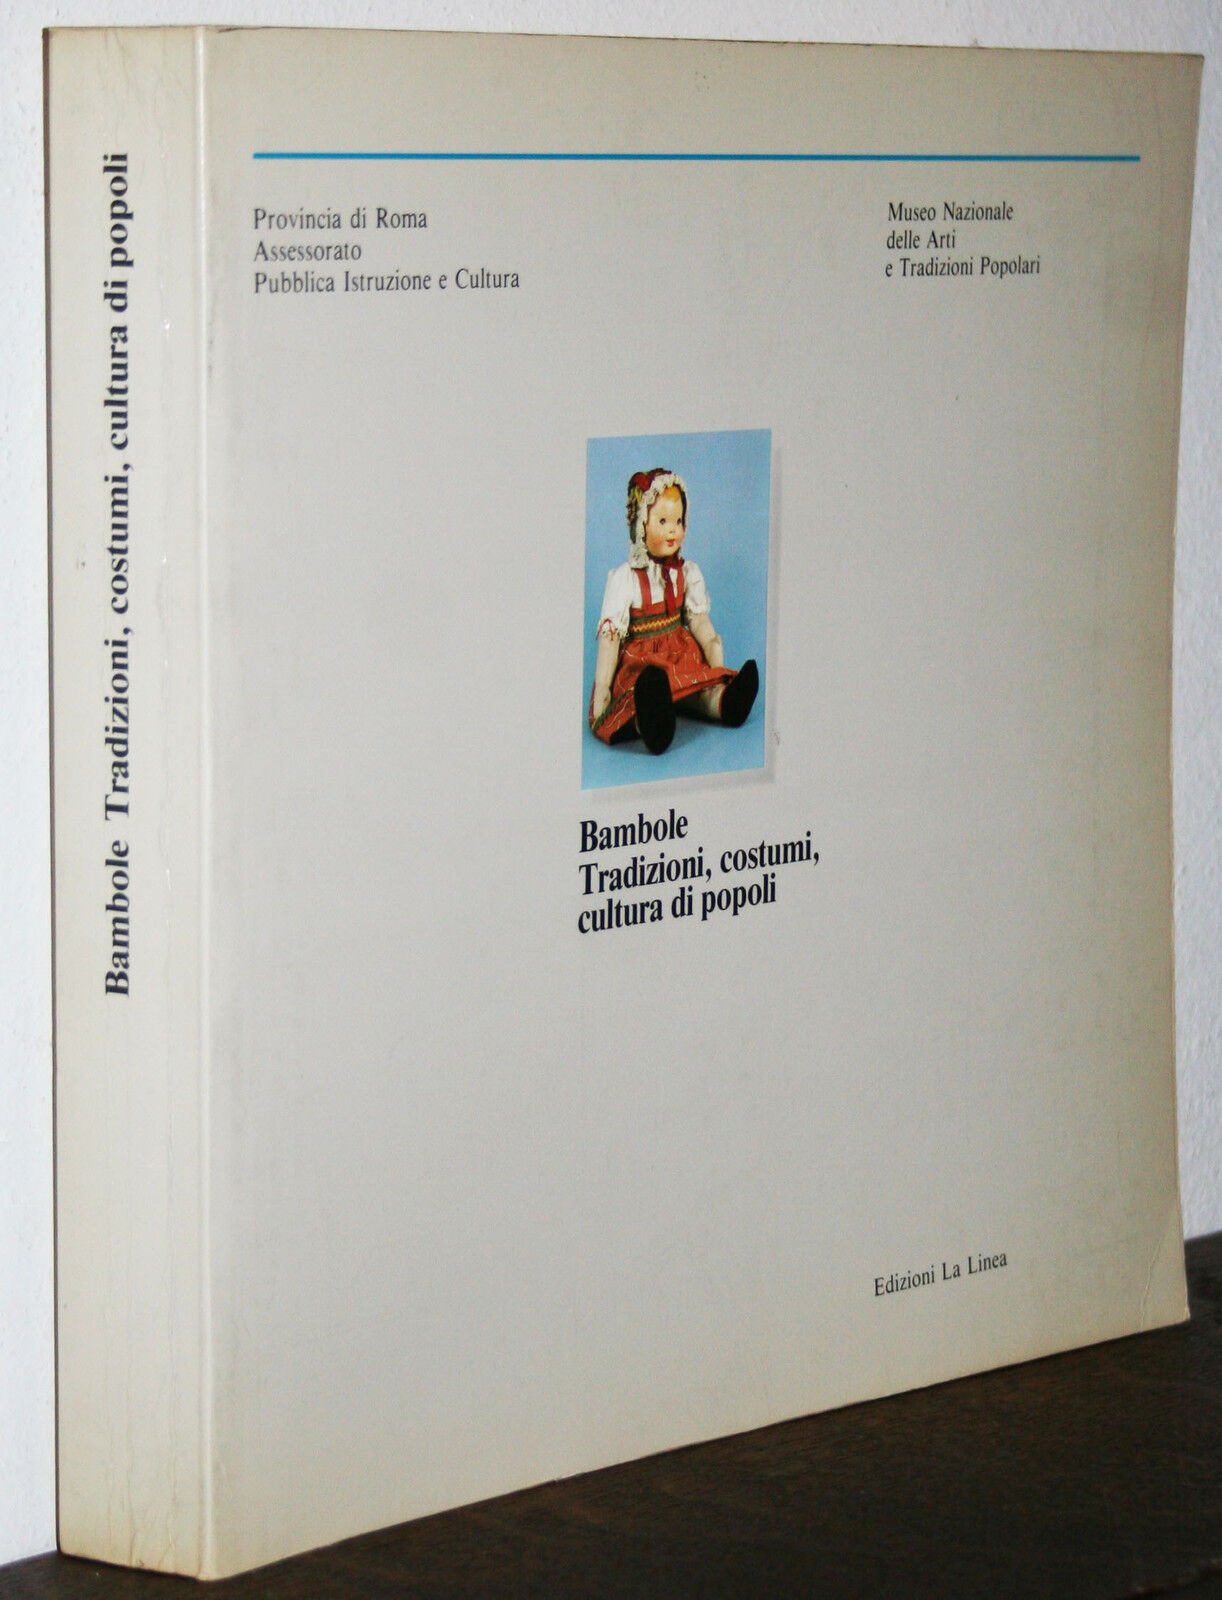 Bambole Tradizioni, costumi, cultura di popoli
Provincia di Roma
Assessorato
Pubblica Istruzione e Cultura
Museo Nazionale
delle Arti
e Tradizioni Popolari
Bambole
Tradizioni, costumi,
cultura di popoli
Edizioni La Linea